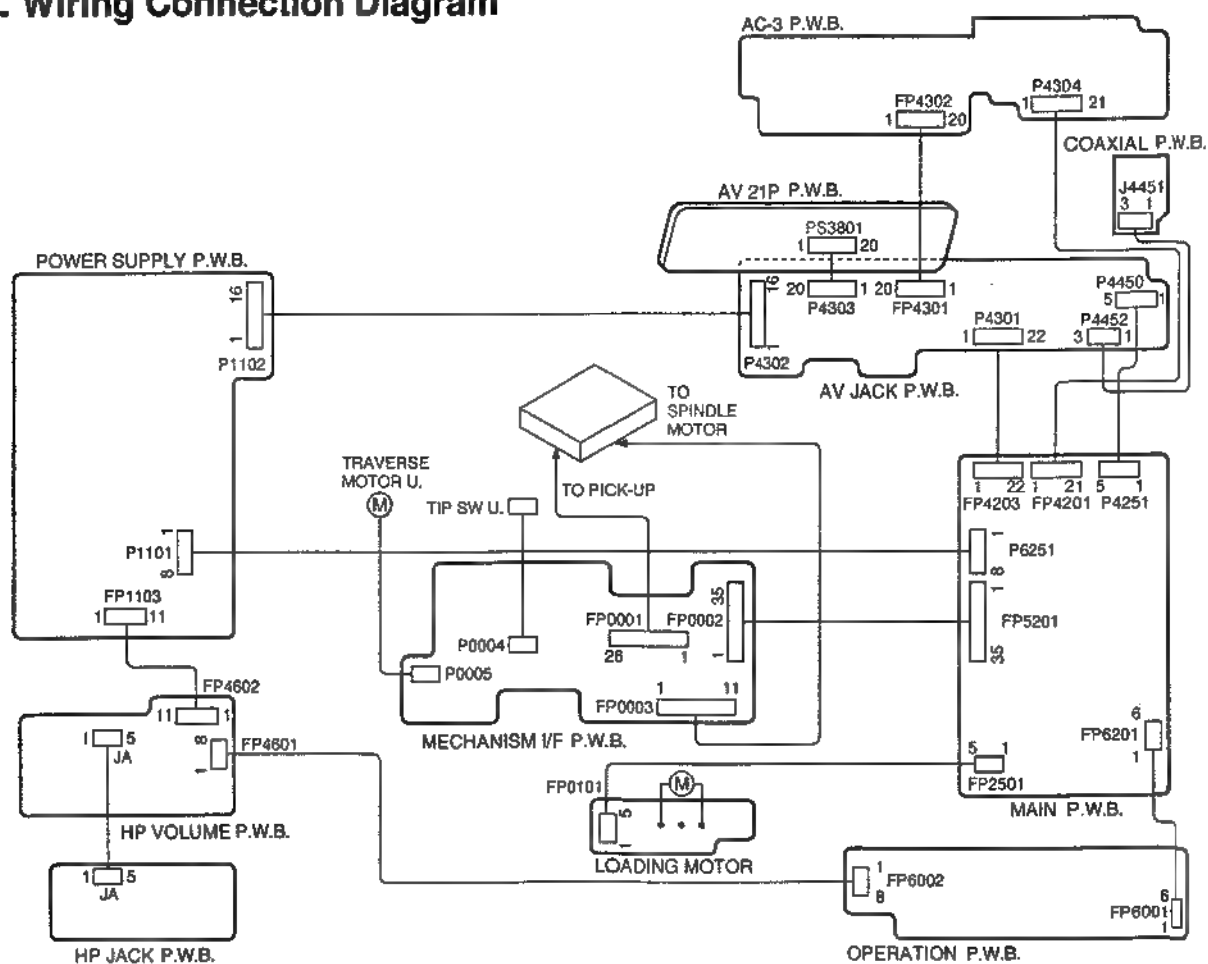 . Wiring Connection Diagram
AC-3 P.W.B.
P4304
1 21
FP4302
1 20
COAXIAL P.W.B.
J4451
3 1
AV 21P P.W.B.
PS3801
1 20
POWER SUPPLY P.W.B.
16
1
P1102
16
1
P4302
20 1
P4303
20 1
FP4301
P4301
1 22
P4450
5 1
P4452
3 1
AV JACK P.W.B.
TO
SPINDLE
MOTOR
TO PICK-UP
TRAVERSE
MOTOR U.
M
TIP SW U.
1 22
FP4203
1 21
FP4201
5 1
P4251
P1101
1
8
1
8
P6251
FP1103
1 11
1
35
FP5201
P0004
P0005
FP0001
26 1
FP0002
35
1
1 11
FP0003
MECHANISM I/F P.W.B.
FP4602
11 1
1 5
JA
8
1
FP4601
HP VOLUME P.W.B.
6
FP6201
1
5 1
FP2501
MAIN P.W.B.
FP0101
5
1
M
LOADING MOTOR
1 5
JA
HP JACK P.W.B.
1
8
FP6002
6
FP6001
1
OPERATION P.W.B.